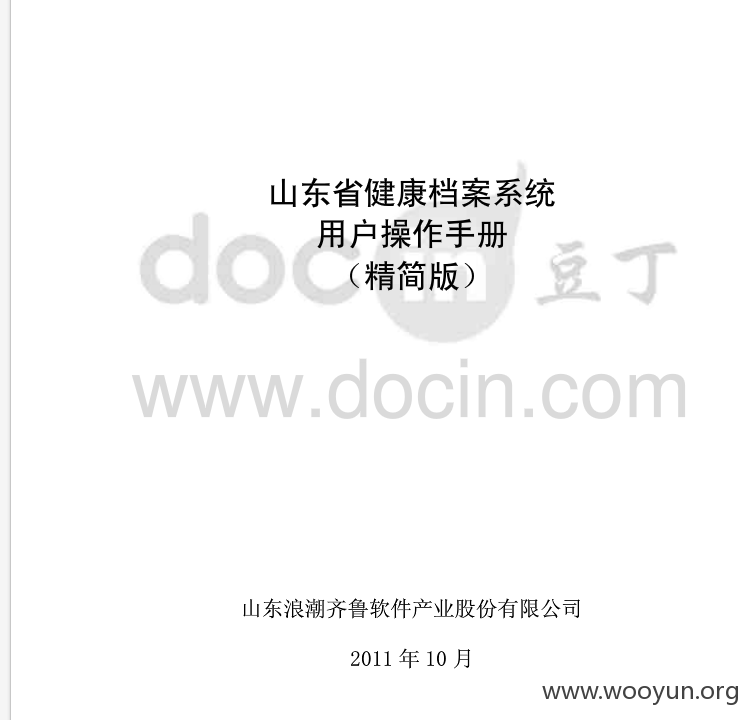 山东省健康档案系统
用户操作手册
（精简版）
docin 豆丁
www.docin.com
山东浪潮齐鲁软件产业股份有限公司
2011 年 10 月
www.wooyun.org